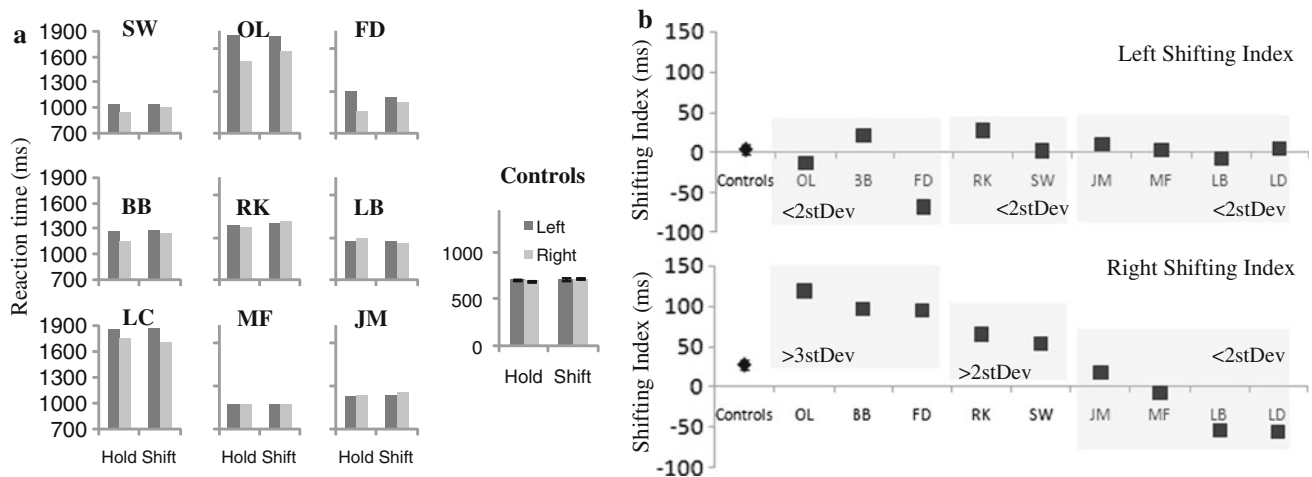 a
SW OL FD
1900
1600
1300
1000
700
Reaction time (ms)
BB RK LB
1900
1600
1300
1000
700
LC MF JM
1900
1600
1300
1000
700
Hold Shift Hold Shift Hold Shift
Controls
Left
Right
1000
500
0
Hold Shift
b
Left Shifting Index
Shifting Index (ms)
150
100
50
0
-50
-100
Controls OL BB FD RK SW JM MF LB LD
<2stDev <2stDev <2stDev
Right Shifting Index
Shifting Index (ms)
150
100
50
0
-50
-100
>3stDev >2stDev <2stDev
Controls OL BB FD RK SW JM MF LB LD